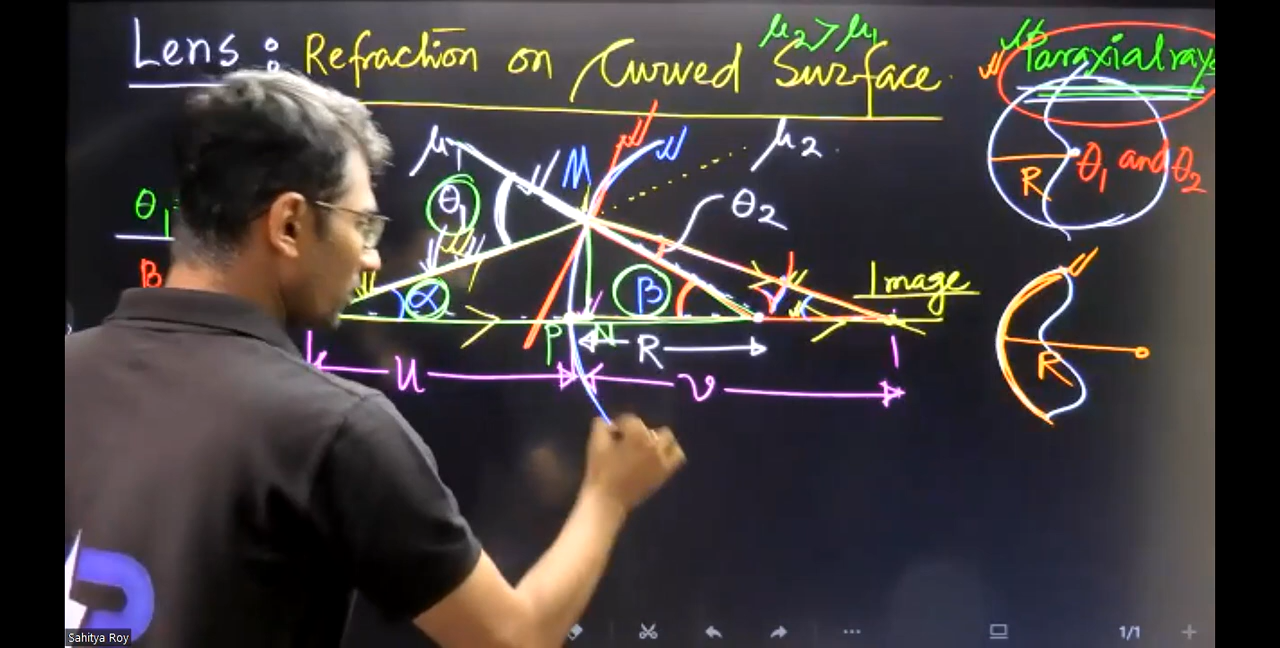 Lens : Refraction on Curved Surface
μ2 > μ1
Paraxial rays
μ1
M
μ2
θ1
θ2
θ1 and θ2
R
θ1
B
α
β
γ
Image
P
N
R
R
u
v
Sahitya Roy
1/1